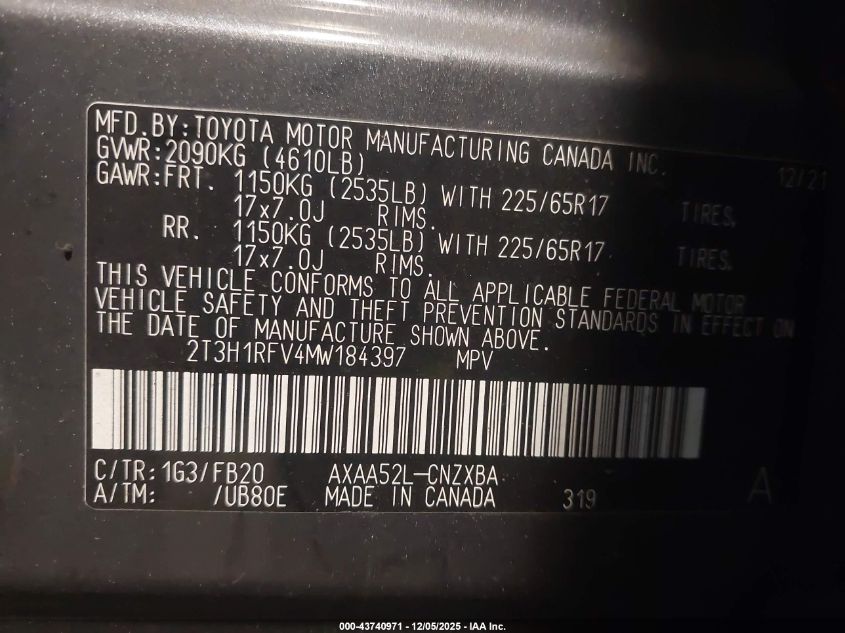 MFD.BY:TOYOTA MOTOR MANUFACTURING CANADA INC. 12/21
GVWR:2090KG (4610LB)
GAWR:FRT. 1150KG (2535LB) WITH 225/65R17 TIRES,
17x7.0J RIMS.
RR. 1150KG (2535LB) WITH 225/65R17 TIRES,
17x7.0J RIMS.
THIS VEHICLE CONFORMS TO ALL APPLICABLE FEDERAL MOTOR
VEHICLE SAFETY AND THEFT PREVENTION STANDARDS IN EFFECT ON
THE DATE OF MANUFACTURE SHOWN ABOVE.
2T3H1RFV4MW184397 MPV
C/TR:1G3/FB20 AXAA52L-CNZXBA A
A/TM: /UB80E MADE IN CANADA 319
000-43740971 - 12/05/2025 - IAA Inc.